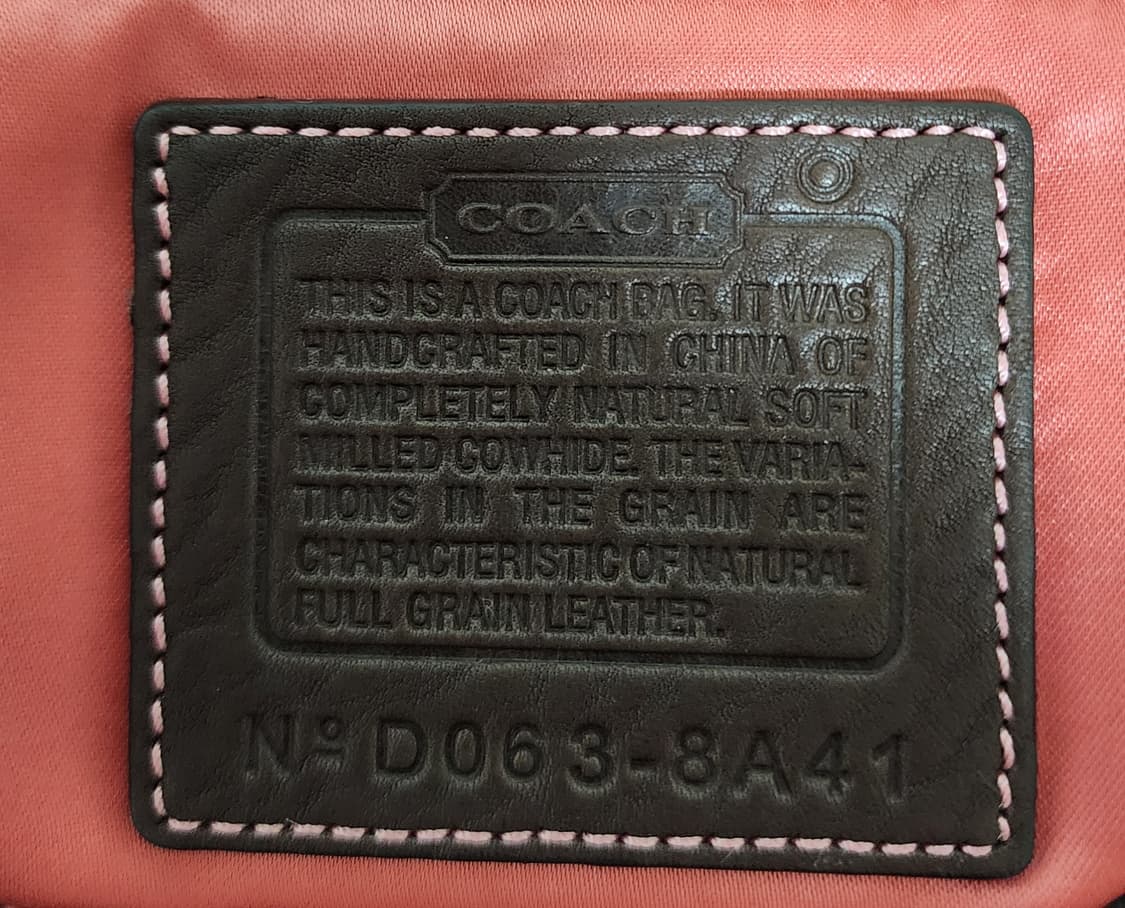 COACH
THIS IS A COACH BAG. IT WAS
HANDCRAFTED IN CHINA OF
COMPLETELY NATURAL SOFT
MILLED COWHIDE. THE VARIA-
TIONS IN THE GRAIN ARE
CHARACTERISTIC OF NATURAL
FULL GRAIN LEATHER.
Nº D063-8A41